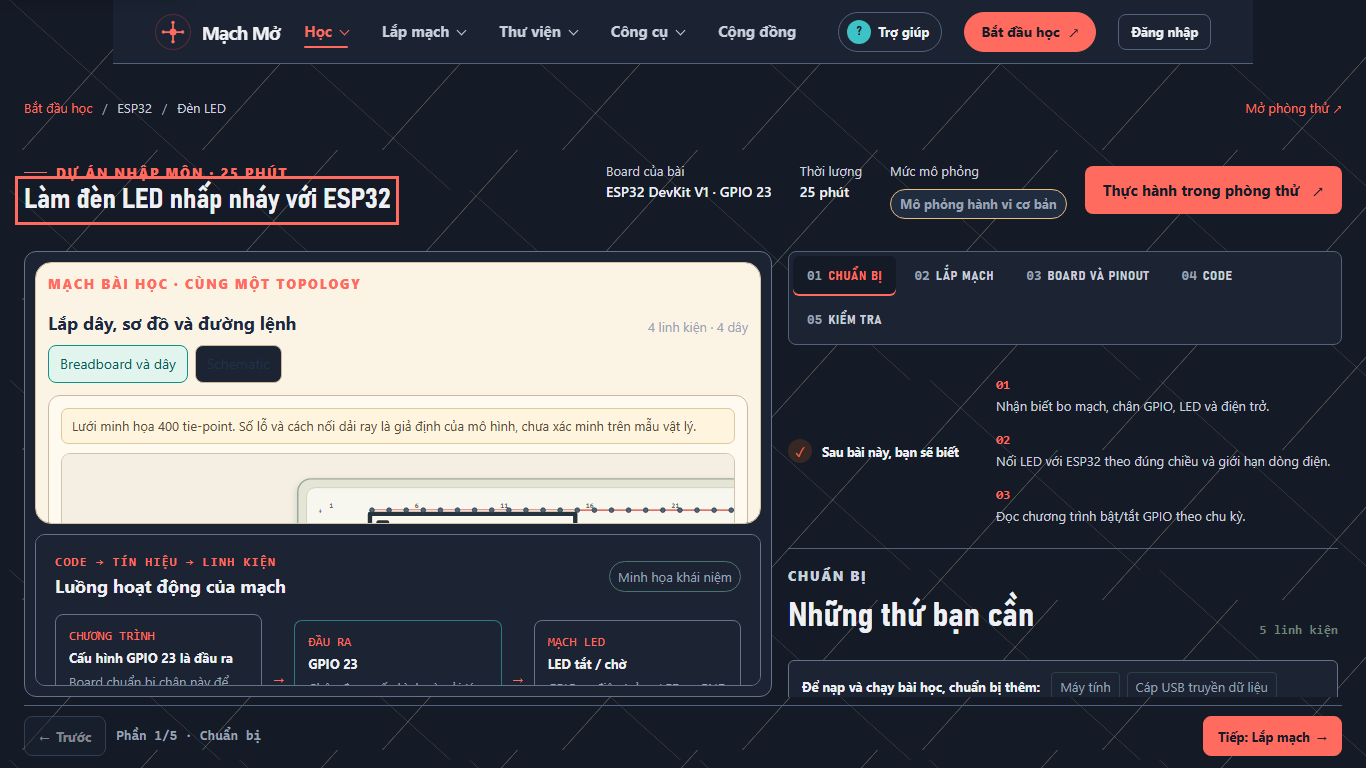 Mạch Mở
Học
Lắp mạch
Thư viện
Công cụ
Cộng đồng
? Trợ giúp
Bắt đầu học ↗
Đăng nhập
Bắt đầu học / ESP32 / Đèn LED
Mở phòng thử ↗
DỰ ÁN NHẬP MÔN · 25 PHÚT
Làm đèn LED nhấp nháy với ESP32
Board của bài
ESP32 DevKit V1 · GPIO 23
Thời lượng
25 phút
Mức mô phỏng
Mô phỏng hành vi cơ bản
Thực hành trong phòng thử ↗
MẠCH BÀI HỌC · CÙNG MỘT TOPOLOGY
Lắp dây, sơ đồ và đường lệnh
4 linh kiện · 4 dây
Breadboard và dây
Schematic
Lưới minh họa 400 tie-point. Số lỗ và cách nối dải ray là giả định của mô hình, chưa xác minh trên mẫu vật lý.
+ 1 6 11 16 21
CODE → TÍN HIỆU → LINH KIỆN
Luồng hoạt động của mạch
Minh họa khái niệm
CHƯƠNG TRÌNH
Cấu hình GPIO 23 là đầu ra
Board chuẩn bị chân này để
→
ĐẦU RA
GPIO 23
→
MẠCH LED
LED tắt / chờ
01 CHUẨN BỊ
02 LẮP MẠCH
03 BOARD VÀ PINOUT
04 CODE
05 KIỂM TRA
✓ Sau bài này, bạn sẽ biết
01
Nhận biết bo mạch, chân GPIO, LED và điện trở.
02
Nối LED với ESP32 theo đúng chiều và giới hạn dòng điện.
03
Đọc chương trình bật/tắt GPIO theo chu kỳ.
CHUẨN BỊ
Những thứ bạn cần
5 linh kiện
Để nạp và chạy bài học, chuẩn bị thêm:
Máy tính
Cáp USB truyền dữ liệu
← Trước
Phần 1/5 · Chuẩn bị
Tiếp: Lắp mạch →